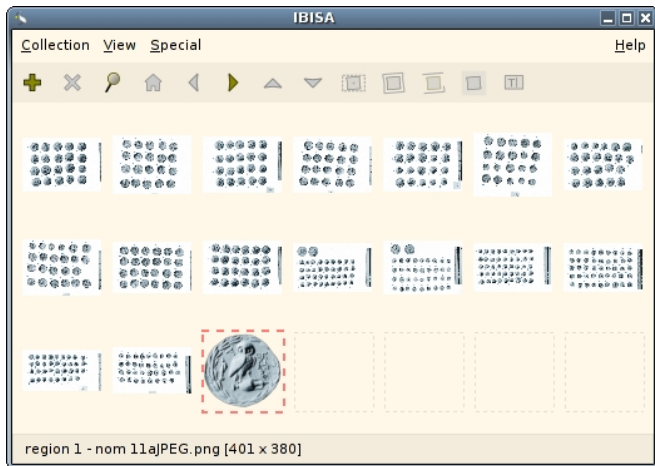 IBISA
Collection View Special Help
region 1 - nom 11aJPEG.png [401 x 380]